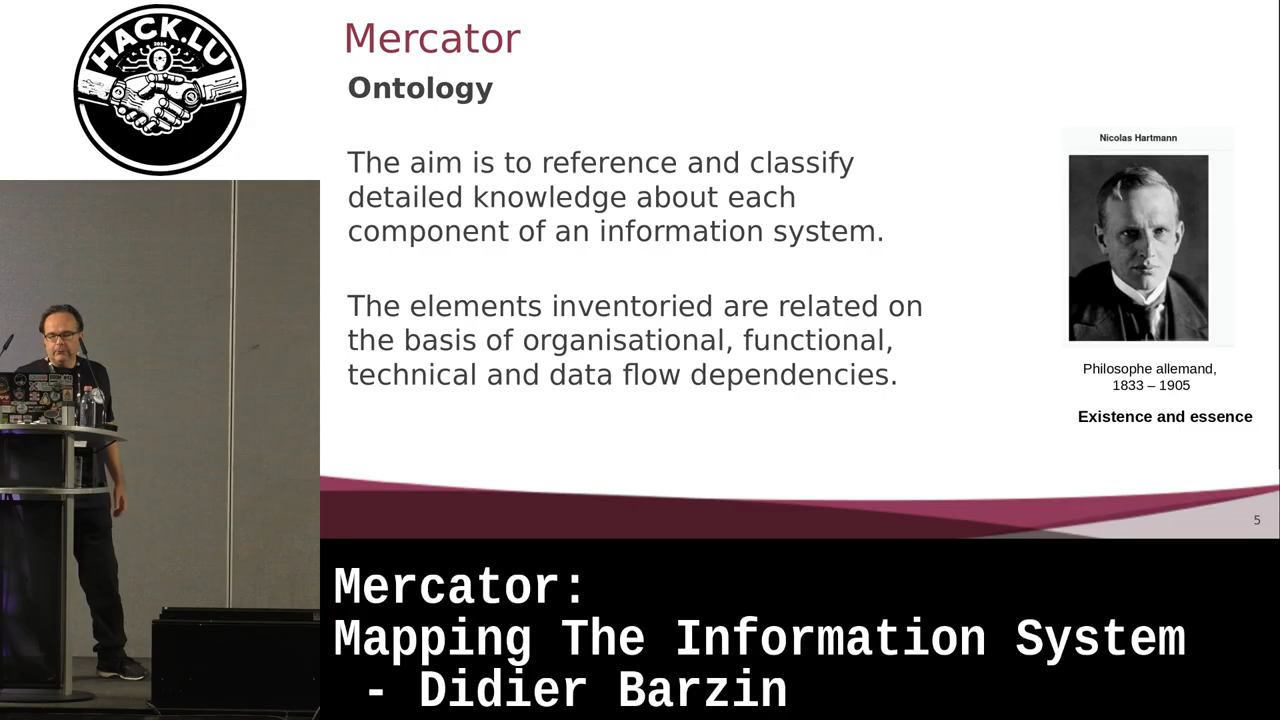 HACK.LU
2024
Mercator
Ontology
The aim is to reference and classify
detailed knowledge about each
component of an information system.
The elements inventoried are related on
the basis of organisational, functional,
technical and data flow dependencies.
Nicolas Hartmann
Philosophe allemand,
1833 – 1905
Existence and essence
5
Mercator:
Mapping The Information System
- Didier Barzin